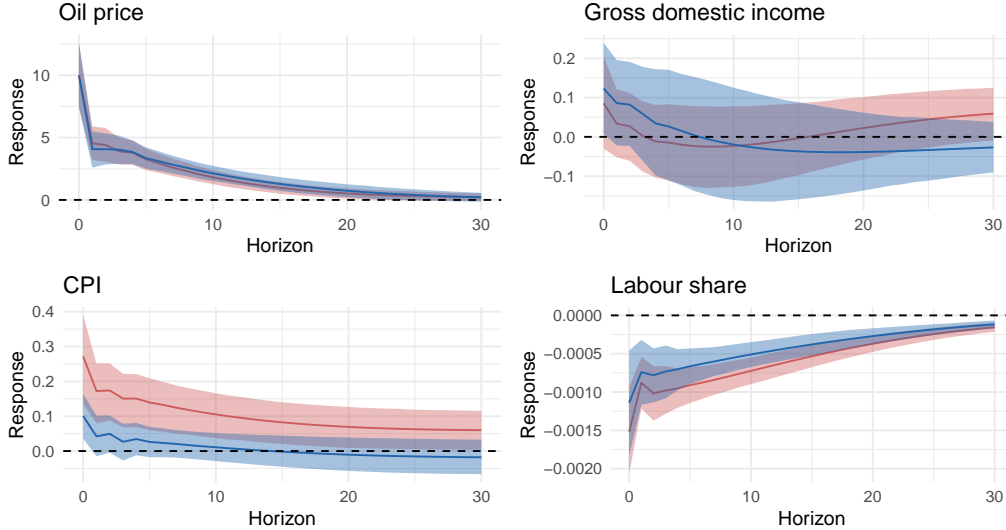 Oil price
Response
10
5
0
0
10
20
30
Horizon
Gross domestic income
Response
0.2
0.1
0.0
−0.1
0
10
20
30
Horizon
CPI
Response
0.4
0.3
0.2
0.1
0.0
0
10
20
30
Horizon
Labour share
Response
0.0000
−0.0005
−0.0010
−0.0015
−0.0020
0
10
20
30
Horizon